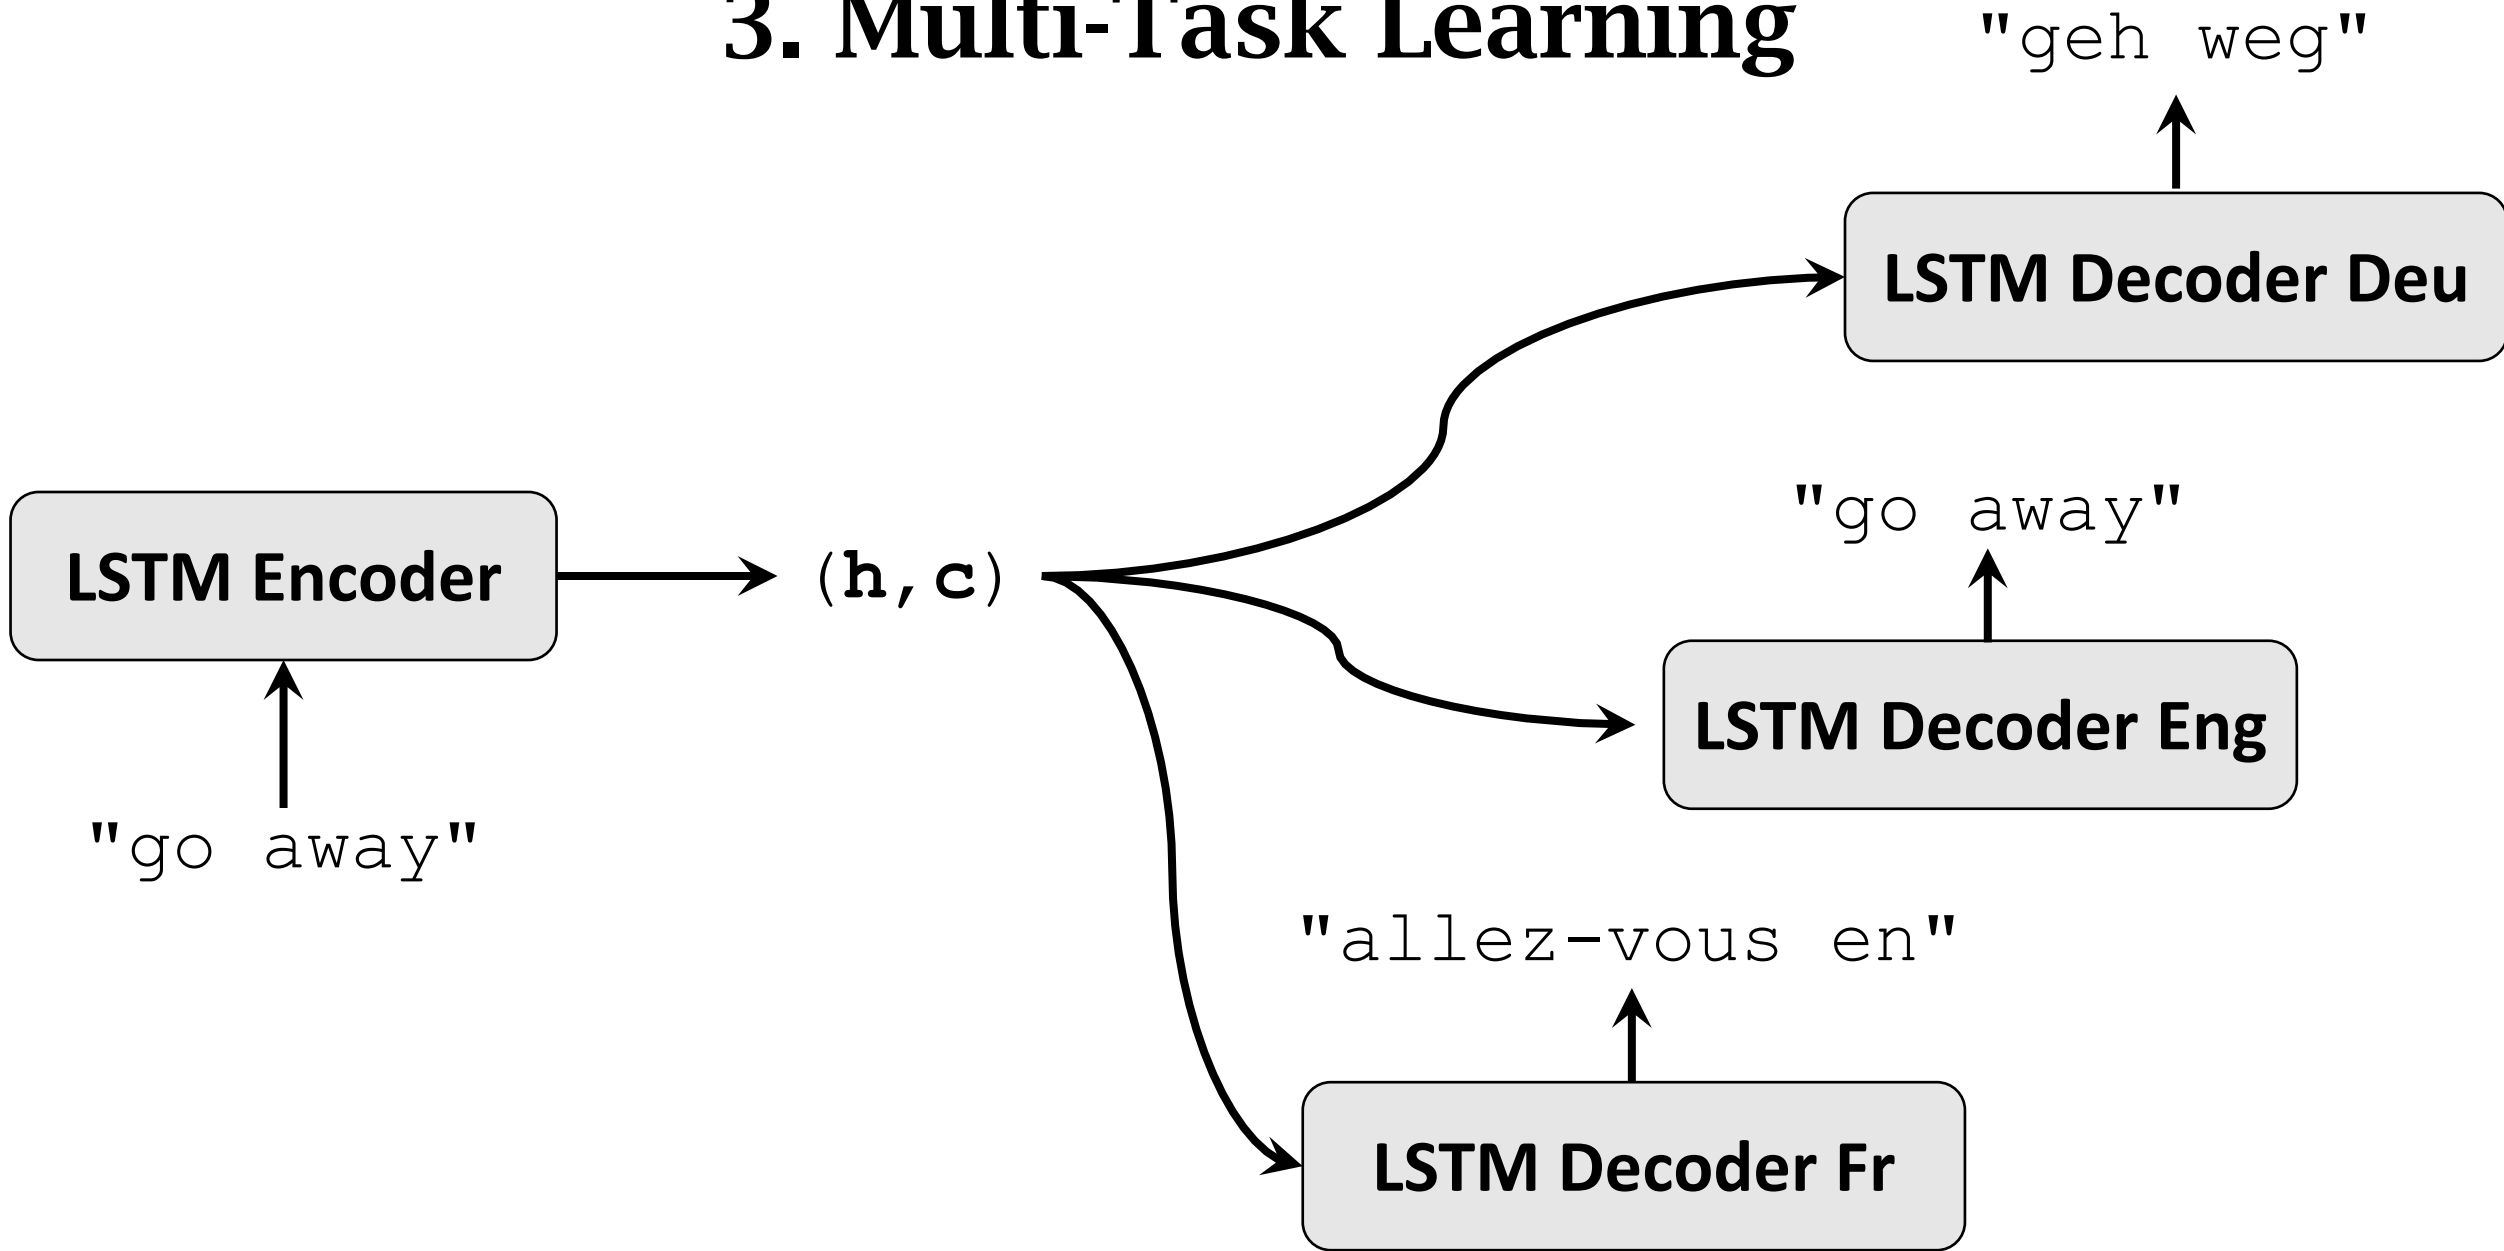 3. Multi-Task Learning
"geh weg"
LSTM Decoder Deu
"go away"
LSTM Encoder
(h,c)
LSTM Decoder Eng
"go away"
"allez-vous en"
LSTM Decoder Fr